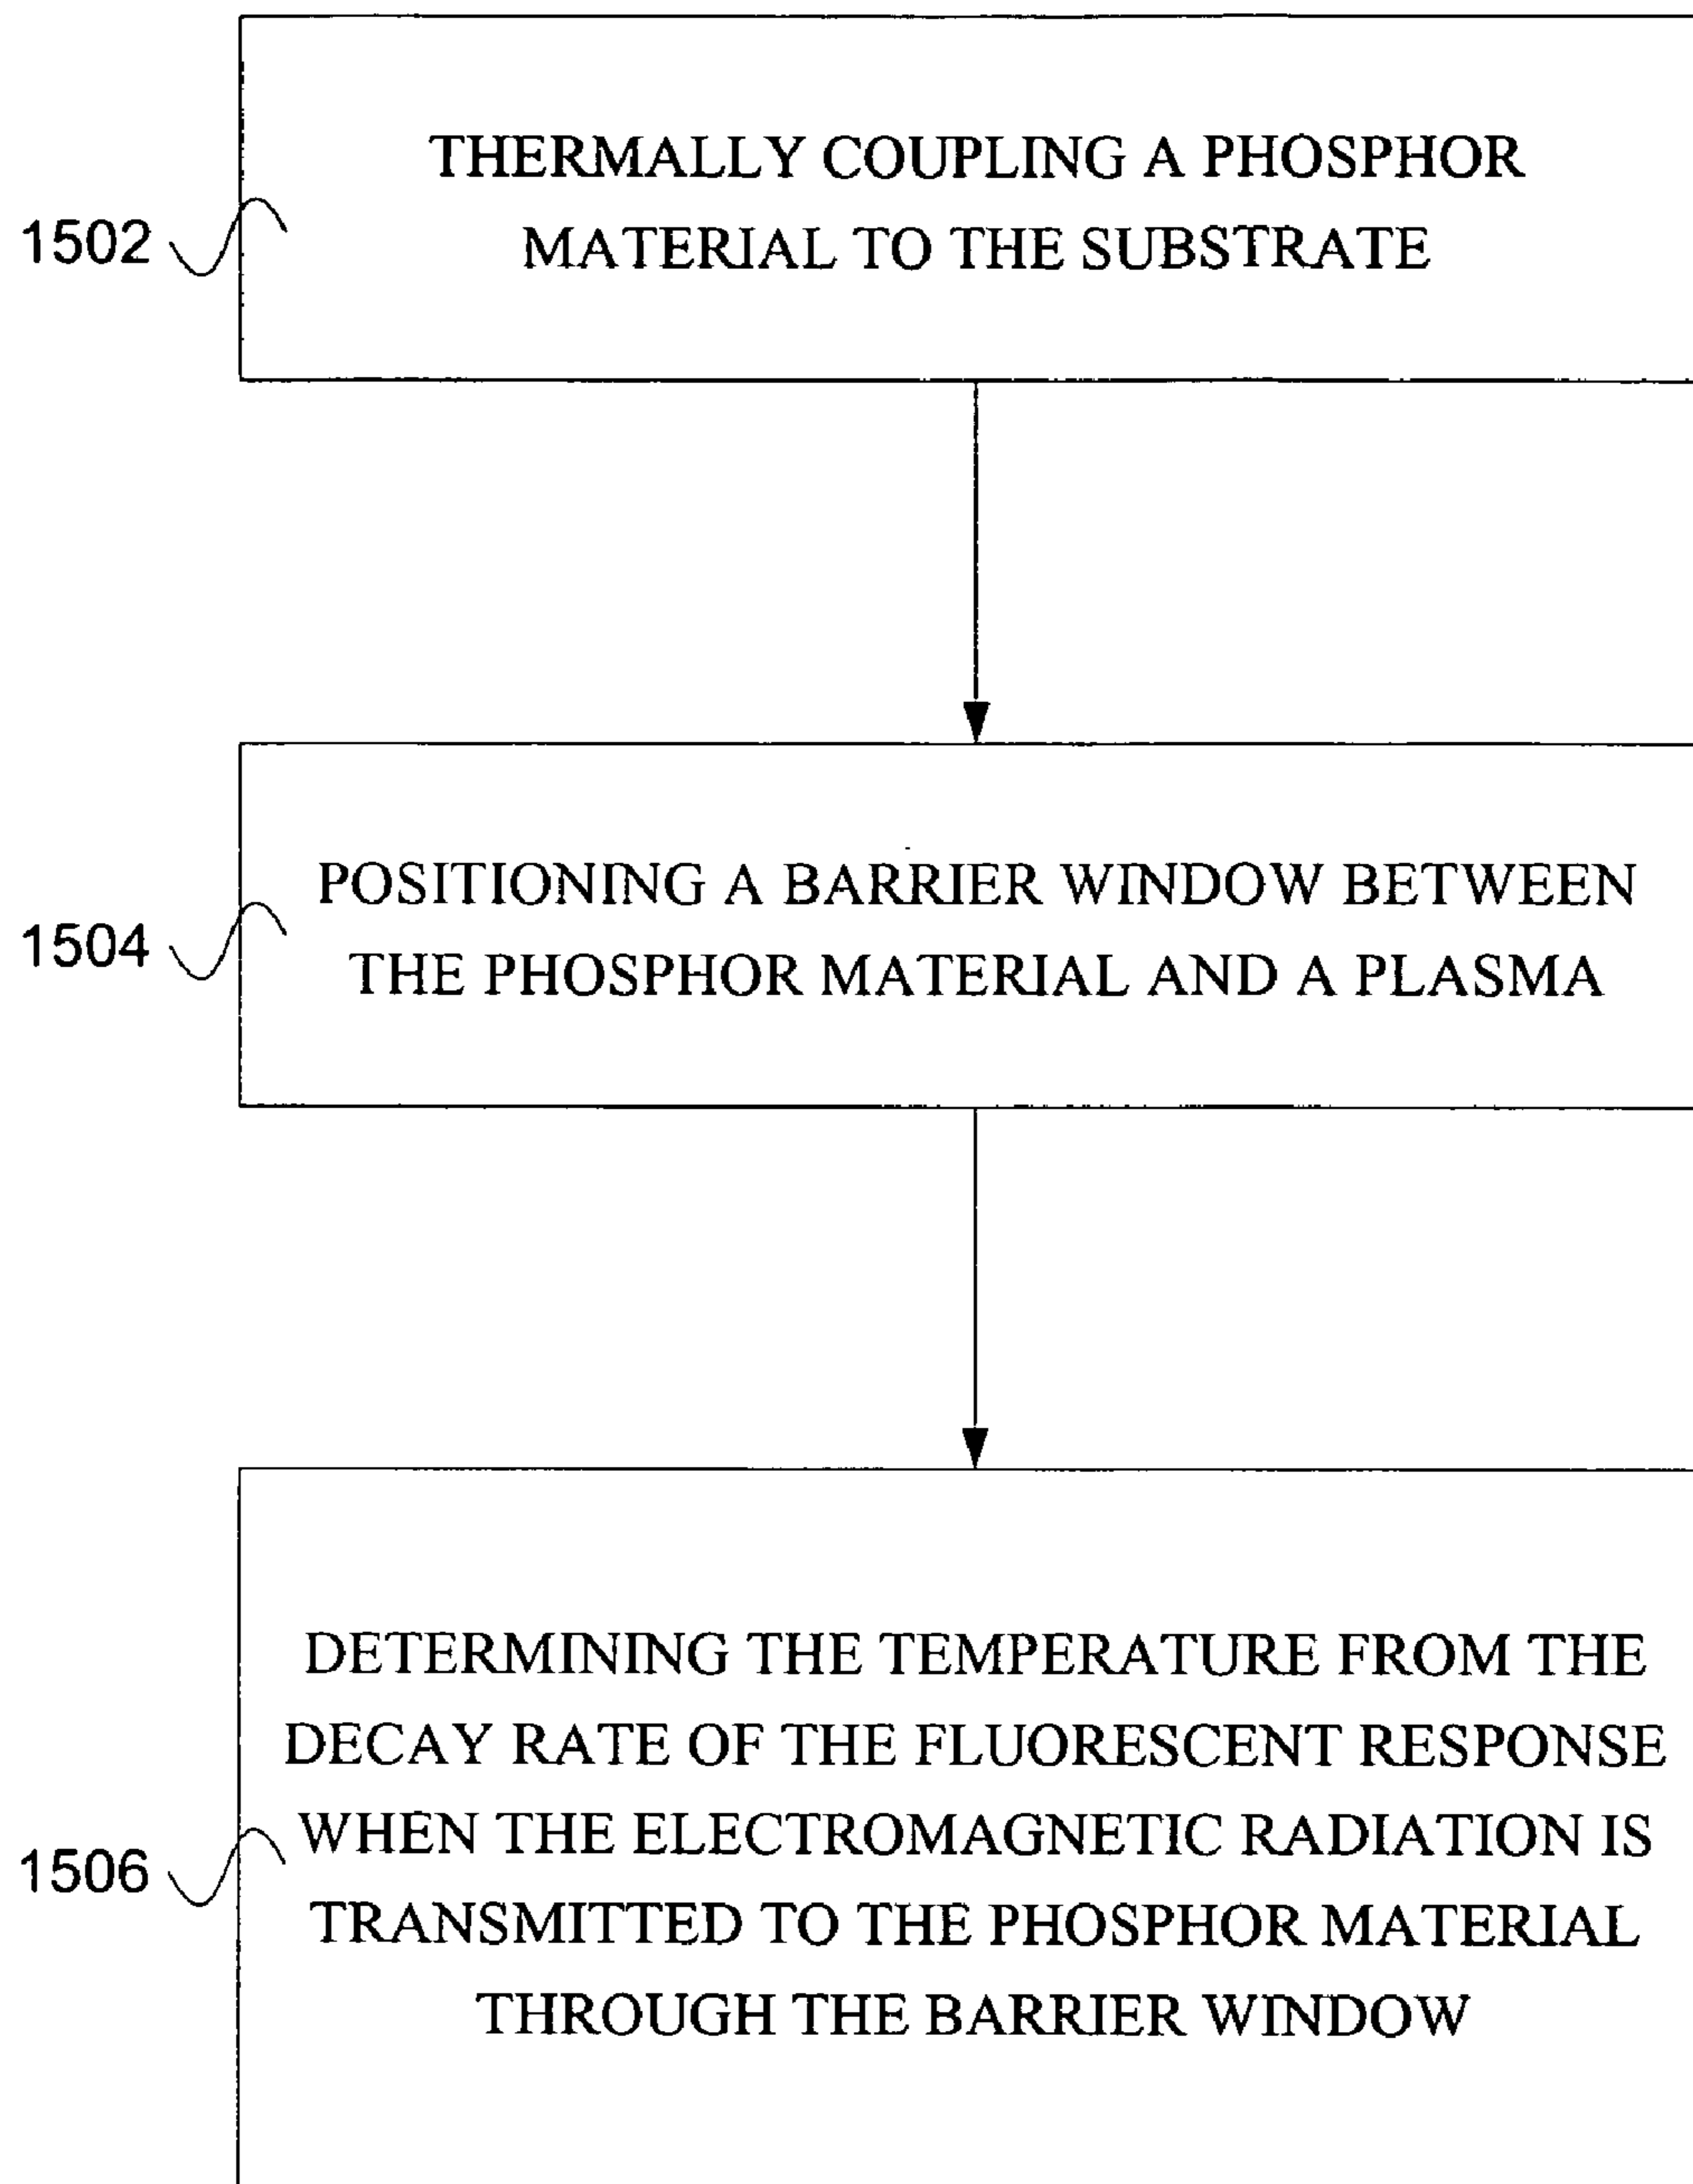 THERMALLY COUPLING A PHOSPHOR
MATERIAL TO THE SUBSTRATE
1502
POSITIONING A BARRIER WINDOW BETWEEN
THE PHOSPHOR MATERIAL AND A PLASMA
1504
DETERMINING THE TEMPERATURE FROM THE
DECAY RATE OF THE FLUORESCENT RESPONSE
WHEN THE ELECTROMAGNETIC RADIATION IS
TRANSMITTED TO THE PHOSPHOR MATERIAL
THROUGH THE BARRIER WINDOW
1506